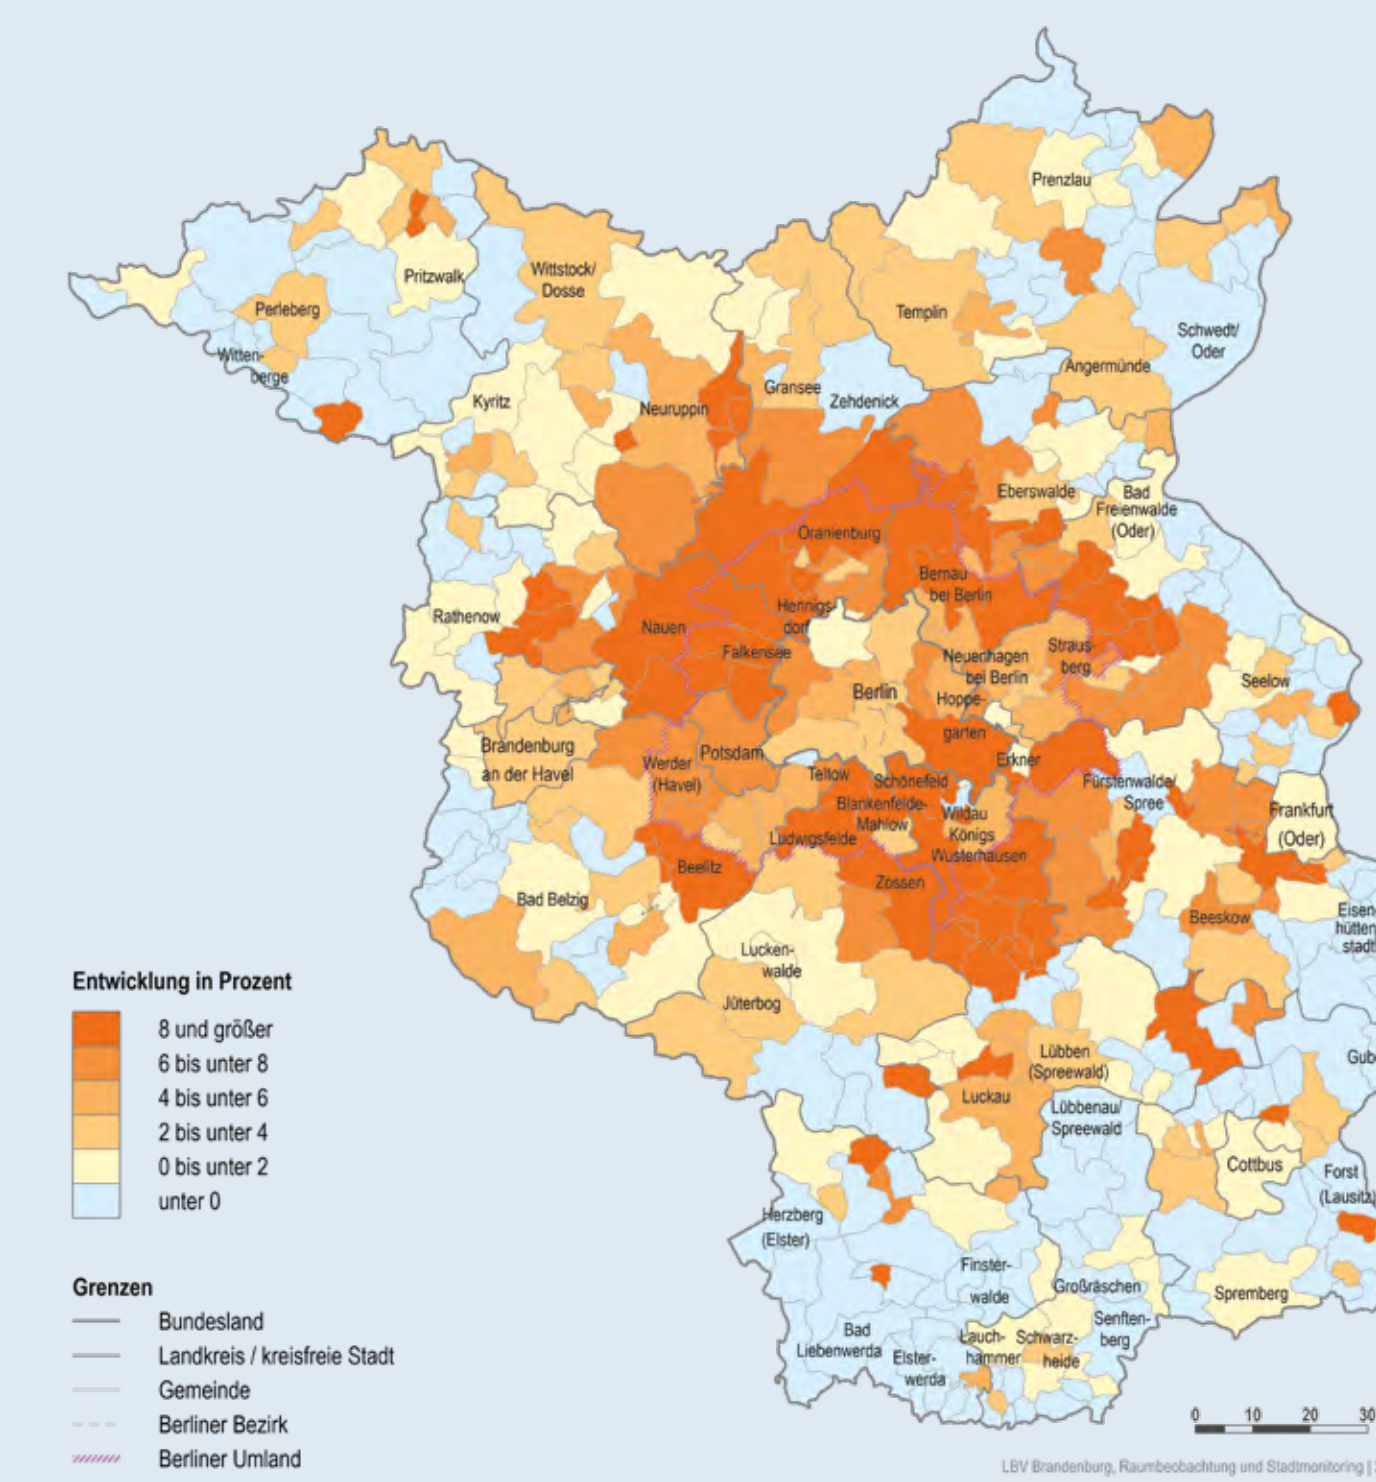 Prenzlau
Pritzwalk
Wittstock/
Dosse
Perleberg
Templin
Schwedt/
Oder
Witten-
berge
Angermünde
Gransee
Zehdenick
Kyritz
Neuruppin
Eberswalde
Bad
Freienwalde
(Oder)
Oranienburg
Bernau
bei Berlin
Hennigs-
dorf
Rathenow
Nauen
Falkensee
Neuenhagen
bei Berlin
Straus-
berg
Seelow
Berlin
Hoppe-
garten
Brandenburg
an der Havel
Potsdam
Werder
(Havel)
Erkner
Teltow
Schönefeld
Fürstenwalde/
Spree
Blankenfelde-
Mahlow
Wildau
Königs
Wusterhausen
Frankfurt
(Oder)
Ludwigsfelde
Beelitz
Zossen
Bad Belzig
Beeskow
Eisen
hütten
stadt
Lucken-
walde
Jüterbog
Lübben
(Spreewald)
Gub
Luckau
Lübbenau/
Spreewald
Cottbus
Forst
(Lausitz)
Herzberg
(Elster)
Finster-
walde
Großräschen
Spremberg
Senften-
berg
Bad
Liebenwerda
Elster-
werda
Lauch-
hammer
Schwarz-
heide
Entwicklung in Prozent
8 und größer
6 bis unter 8
4 bis unter 6
2 bis unter 4
0 bis unter 2
unter 0
Grenzen
Bundesland
Landkreis / kreisfreie Stadt
Gemeinde
Berliner Bezirk
Berliner Umland
0 10 20 30
LBV Brandenburg, Raumbeobachtung und Stadtmonitoring |